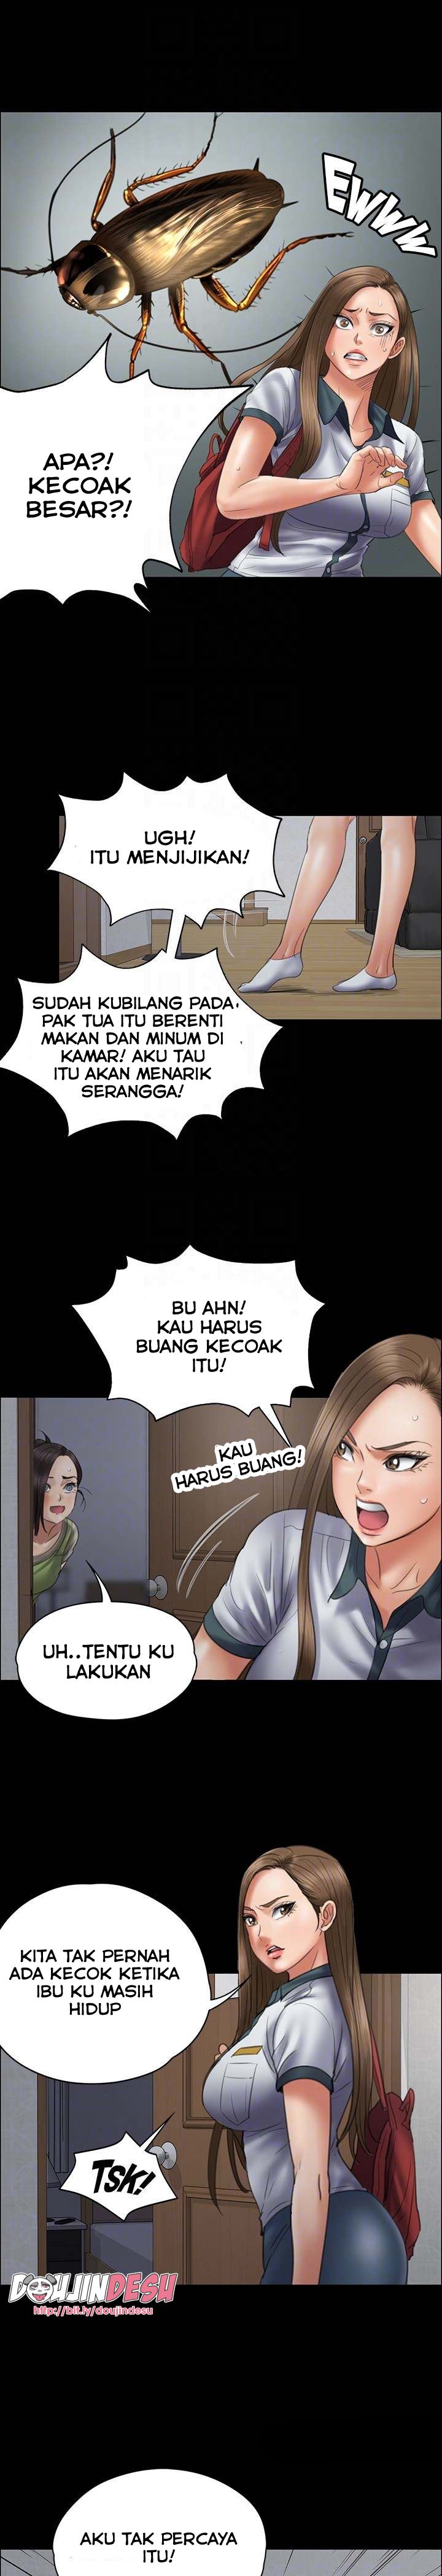 EWWW
APA?!
KECOAK
BESAR?!
UGH!
ITU MENJIJIKAN!
SUDAH KUBILANG PADA
PAK TUA ITU BERENTI
MAKAN DAN MINUM DI
KAMAR! AKU TAU
ITU AKAN MENARIK
SERANGGA!
BU AHN!
KAU HARUS
BUANG KECOAK
ITU!
KAU
HARUS BUANG!
UH..TENTU KU
LAKUKAN
KITA TAK PERNAH
ADA KECOK KETIKA
IBU KU MASIH
HIDUP
TSK!
DOUJINDESU
http://bit.ly/doujindesu
AKU TAK PERCAYA
ITU!